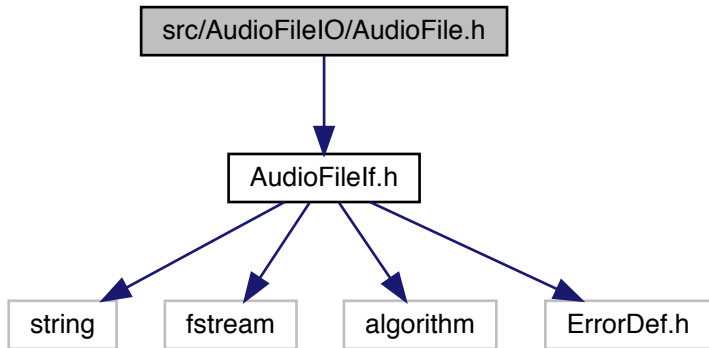 src/AudioFileIO/AudioFile.h
AudioFileIf.h
string
fstream
algorithm
ErrorDef.h